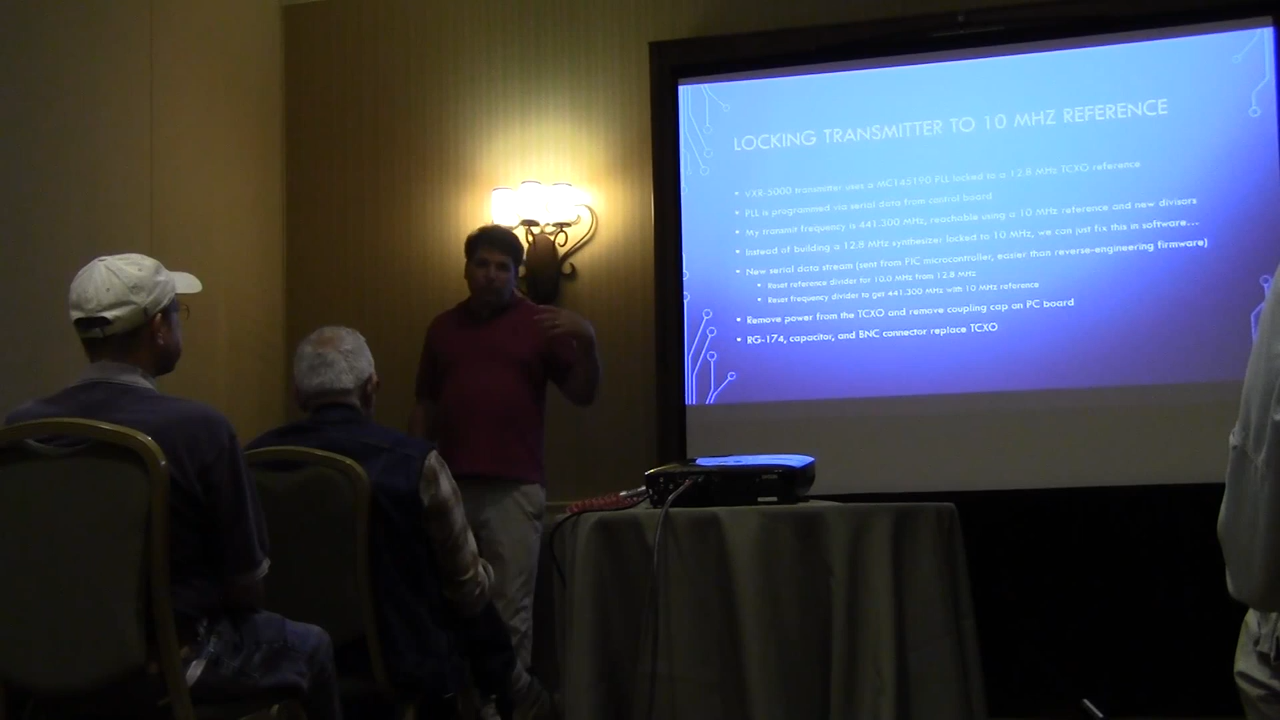 LOCKING TRANSMITTER TO 10 MHZ REFERENCE
• VXR-5000 transmitter uses a MC145190 PLL locked to a 12.8 MHz TCXO reference
• PLL is programmed via serial data from control board
• My transmit frequency is 441.300 MHz, reachable using a 10 MHz reference and new divisors
• Instead of building a 12.8 MHz synthesizer locked to 10 MHz, we can just fix this in software...
• New serial data stream (sent from PIC microcontroller, easier than reverse-engineering firmware)
• Reset reference divider for 10.0 MHz from 12.8 MHz
• Reset frequency divider to get 441.300 MHz with 10 MHz reference
• Remove power from the TCXO and remove coupling cap on PC board
• RG-174, capacitor, and BNC connector replace TCXO